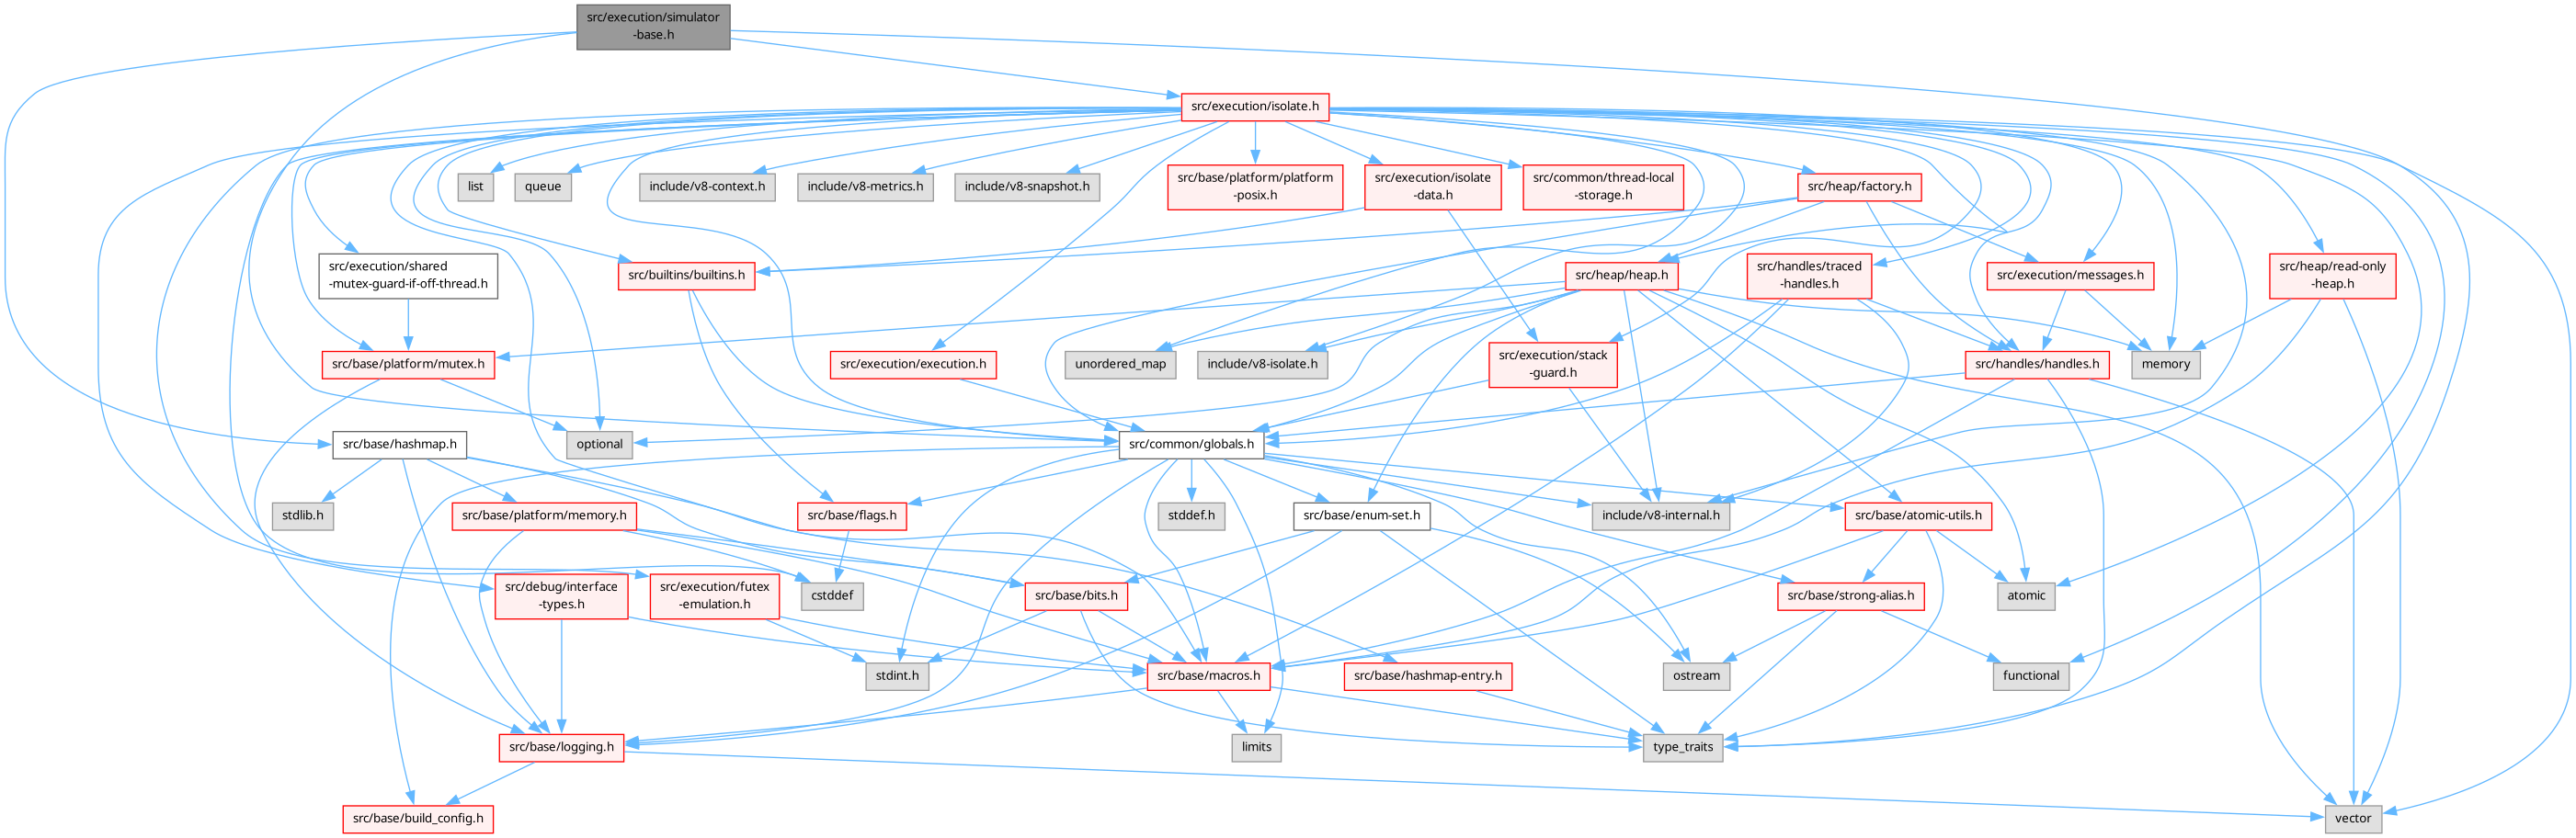 src/execution/simulator
-base.h
src/execution/isolate.h
list
queue
include/v8-context.h
include/v8-metrics.h
include/v8-snapshot.h
src/base/platform/platform
-posix.h
src/execution/isolate
-data.h
src/common/thread-local
-storage.h
src/heap/factory.h
src/execution/shared
-mutex-guard-if-off-thread.h
src/builtins/builtins.h
src/heap/heap.h
src/handles/traced
-handles.h
src/execution/messages.h
src/heap/read-only
-heap.h
src/base/platform/mutex.h
src/execution/execution.h
unordered_map
include/v8-isolate.h
src/execution/stack
-guard.h
src/handles/handles.h
memory
src/base/hashmap.h
optional
src/common/globals.h
stdlib.h
src/base/platform/memory.h
src/base/flags.h
stddef.h
src/base/enum-set.h
include/v8-internal.h
src/base/atomic-utils.h
src/debug/interface
-types.h
src/execution/futex
-emulation.h
cstddef
src/base/bits.h
src/base/strong-alias.h
atomic
stdint.h
src/base/macros.h
src/base/hashmap-entry.h
ostream
functional
src/base/logging.h
limits
type_traits
src/base/build_config.h
vector